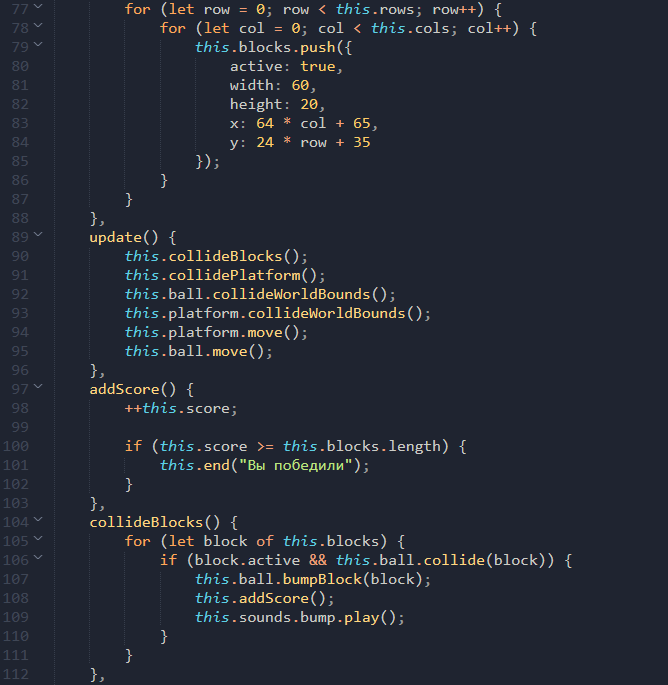 77 for (let row = 0; row < this.rows; row++) {
78 for (let col = 0; col < this.cols; col++) {
79 this.blocks.push({
80 active: true,
81 width: 60,
82 height: 20,
83 x: 64 * col + 65,
84 y: 24 * row + 35
85 });
86 }
87 }
88 },
89 update() {
90 this.collideBlocks();
91 this.collidePlatform();
92 this.ball.collideWorldBounds();
93 this.platform.collideWorldBounds();
94 this.platform.move();
95 this.ball.move();
96 },
97 addScore() {
98 ++this.score;
99
100 if (this.score >= this.blocks.length) {
101 this.end("Вы победили");
102 }
103 },
104 collideBlocks() {
105 for (let block of this.blocks) {
106 if (block.active && this.ball.collide(block)) {
107 this.ball.bumpBlock(block);
108 this.addScore();
109 this.sounds.bump.play();
110 }
111 }
112 },